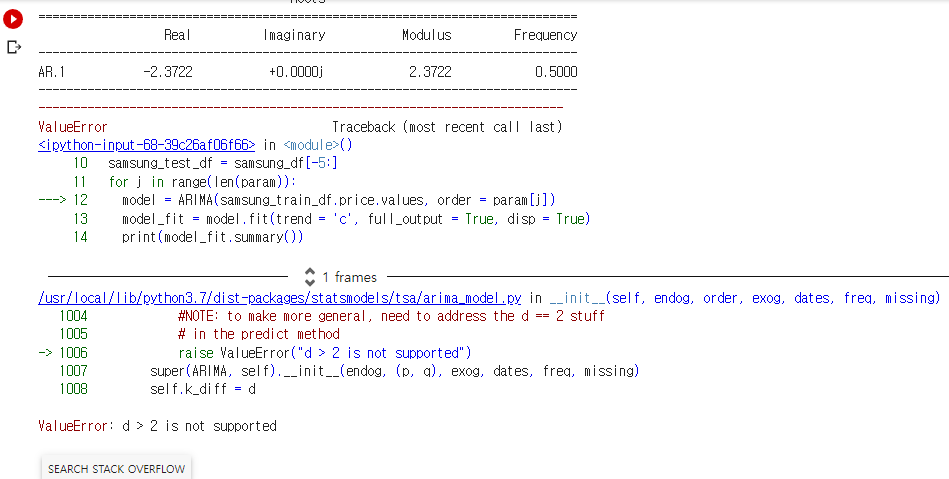 Roots
==============================================================================
Real Imaginary Modulus Frequency
------------------------------------------------------------------------------
AR.1 -2.3722 +0.0000j 2.3722 0.5000
------------------------------------------------------------------------------
---------------------------------------------------------------------------
ValueError Traceback (most recent call last)
<ipython-input-68-39c26af06f66> in <module>()
10 samsung_test_df = samsung_df[-5:]
11 for j in range(len(param)):
---> 12 model = ARIMA(samsung_train_df.price.values, order = param[j])
13 model_fit = model.fit(trend = 'c', full_output = True, disp = True)
14 print(model_fit.summary())
1 frames
/usr/local/lib/python3.7/dist-packages/statsmodels/tsa/arima_model.py in __init__(self, endog, order, exog, dates, freq, missing)
1004 #NOTE: to make more general, need to address the d == 2 stuff
1005 # in the predict method
-> 1006 raise ValueError("d > 2 is not supported")
1007 super(ARIMA, self).__init__(endog, (p, q), exog, dates, freq, missing)
1008 self.k_diff = d
ValueError: d > 2 is not supported
SEARCH STACK OVERFLOW